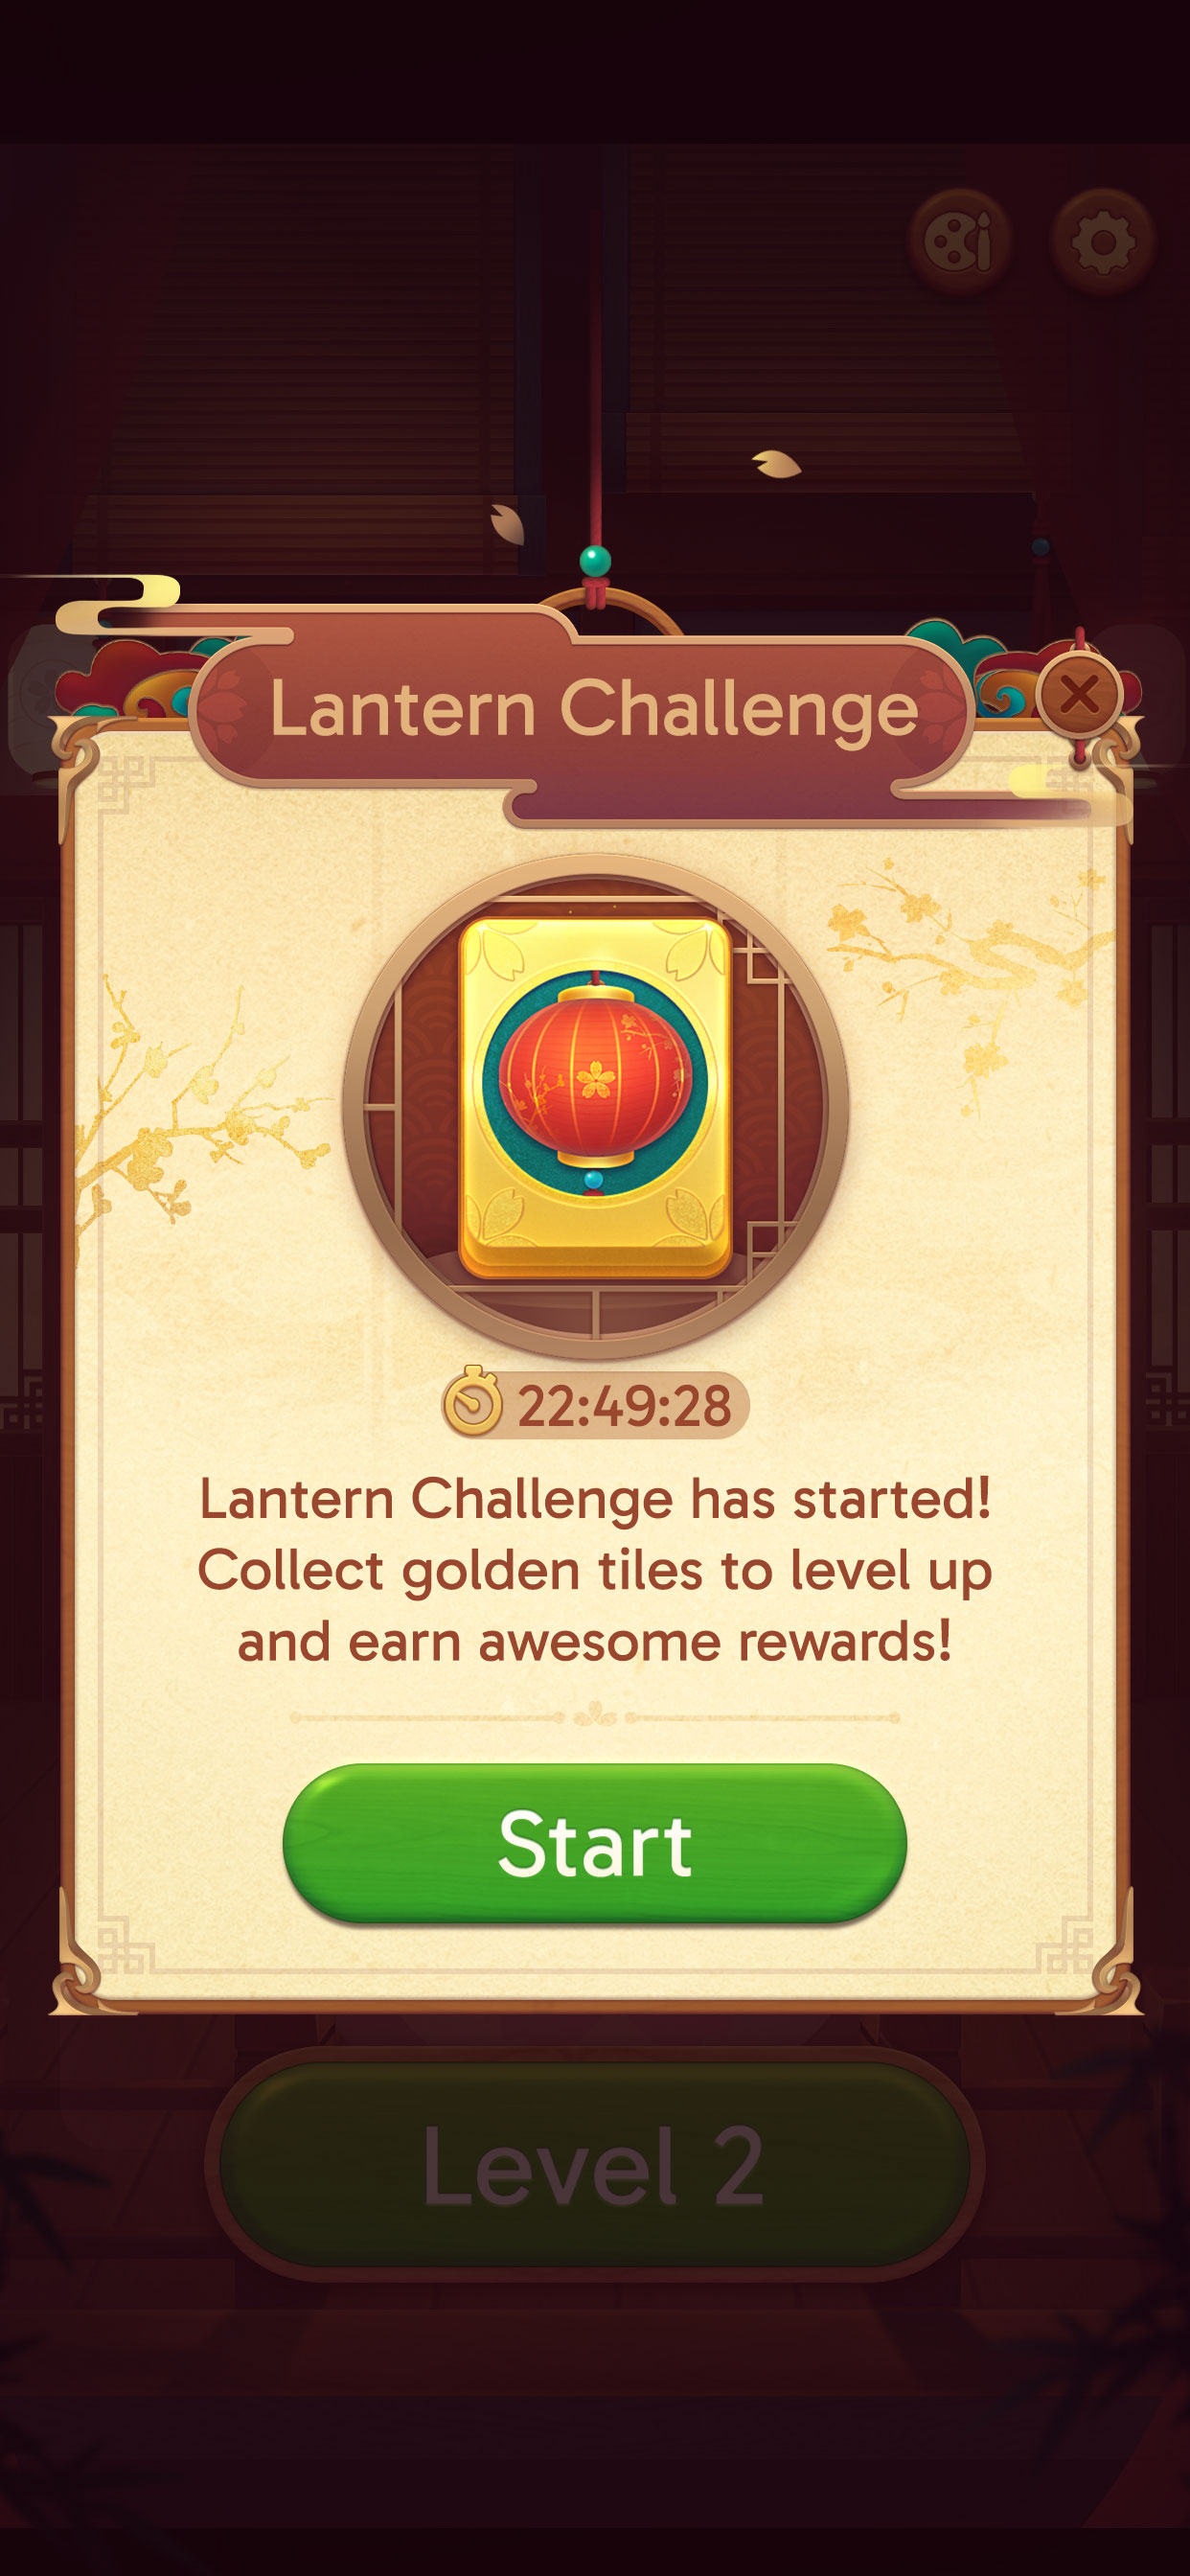 Lantern Challenge
22:49:28
Lantern Challenge has started!
Collect golden tiles to level up
and earn awesome rewards!
Start
Level 2